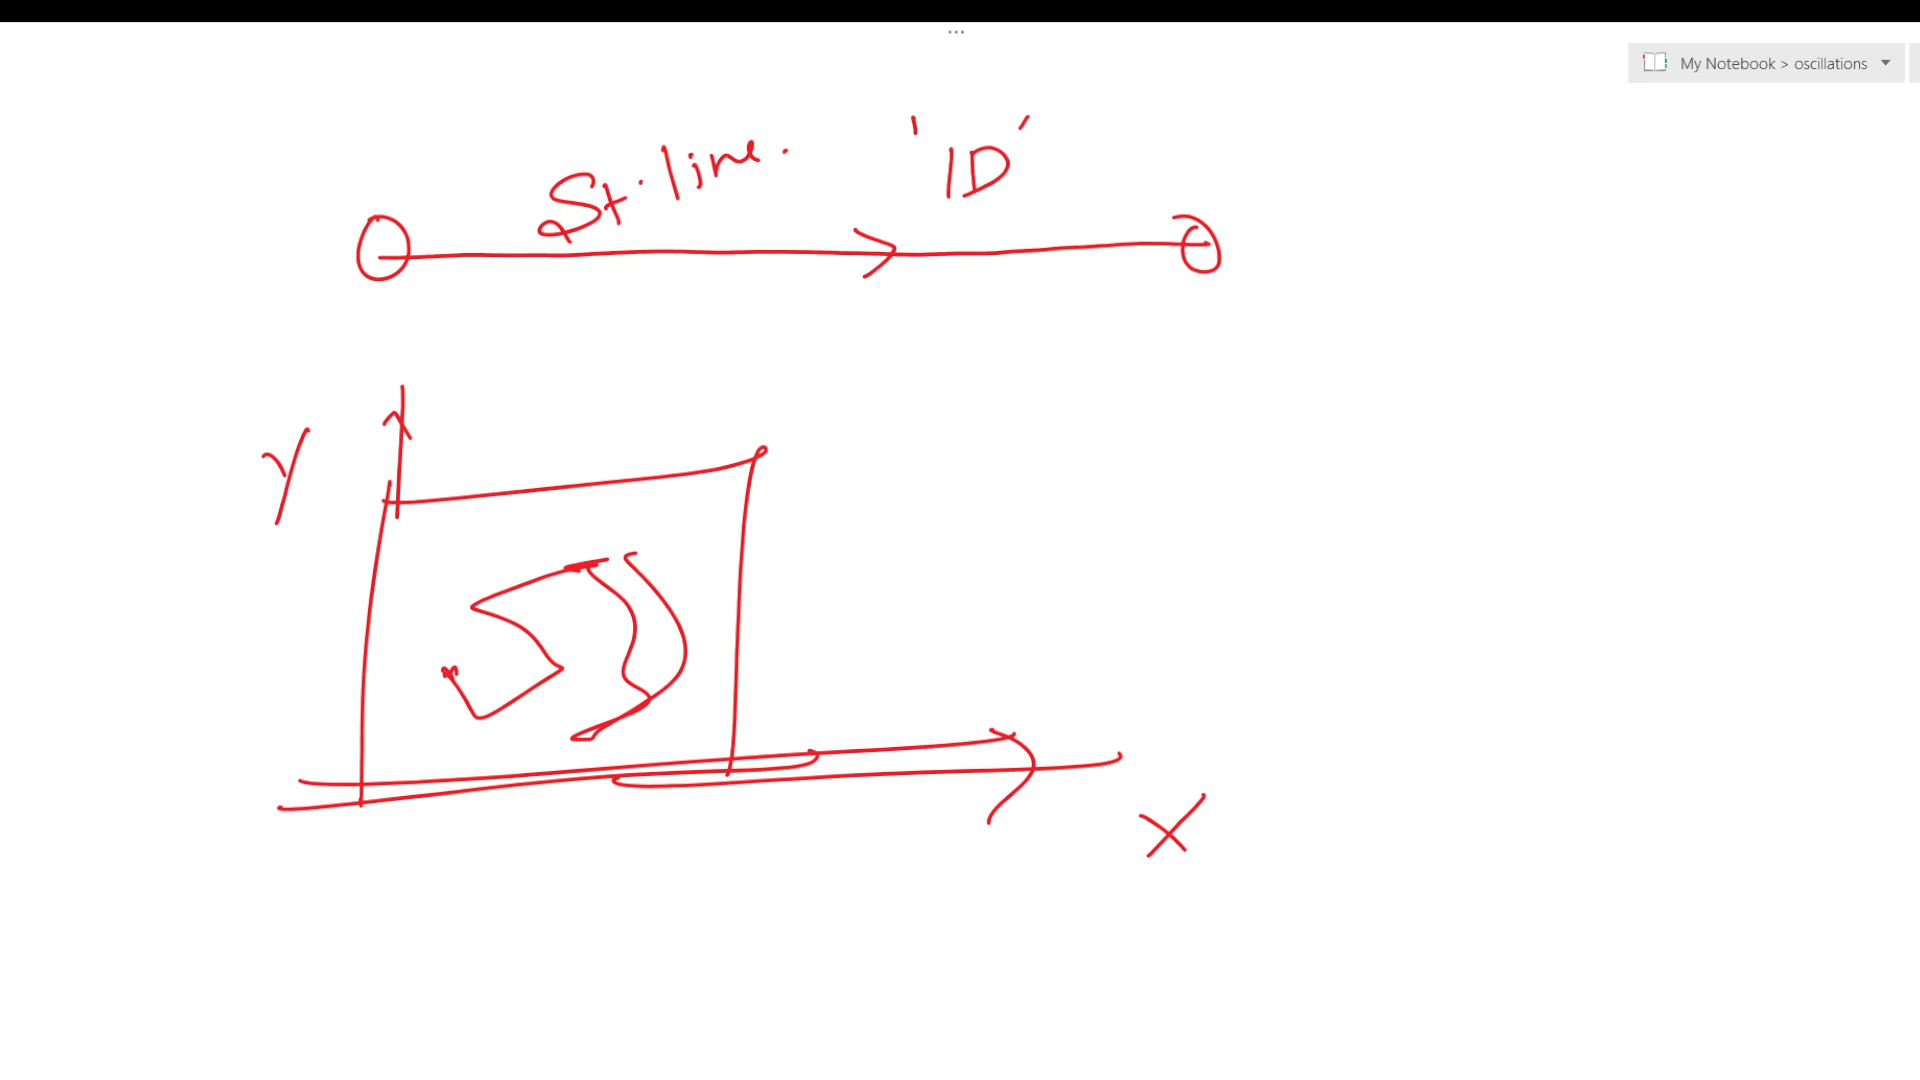 ...
My Notebook > oscillations
St. line. '1D'
Y
X